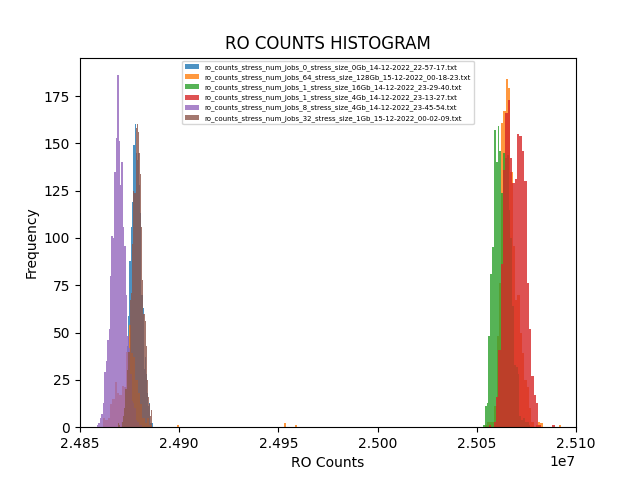 RO COUNTS HISTOGRAM
ro_counts_stress_num_jobs_0_stress_size_0Gb_14-12-2022_22-57-17.txt
ro_counts_stress_num_jobs_64_stress_size_128Gb_15-12-2022_00-18-23.txt
ro_counts_stress_num_jobs_1_stress_size_16Gb_14-12-2022_23-29-40.txt
ro_counts_stress_num_jobs_1_stress_size_4Gb_14-12-2022_23-13-27.txt
ro_counts_stress_num_jobs_8_stress_size_4Gb_14-12-2022_23-45-54.txt
ro_counts_stress_num_jobs_32_stress_size_1Gb_15-12-2022_00-02-09.txt
Frequency
175
150
125
100
75
50
25
0
2.485 2.490 2.495 2.500 2.505 2.510
RO Counts
1e7